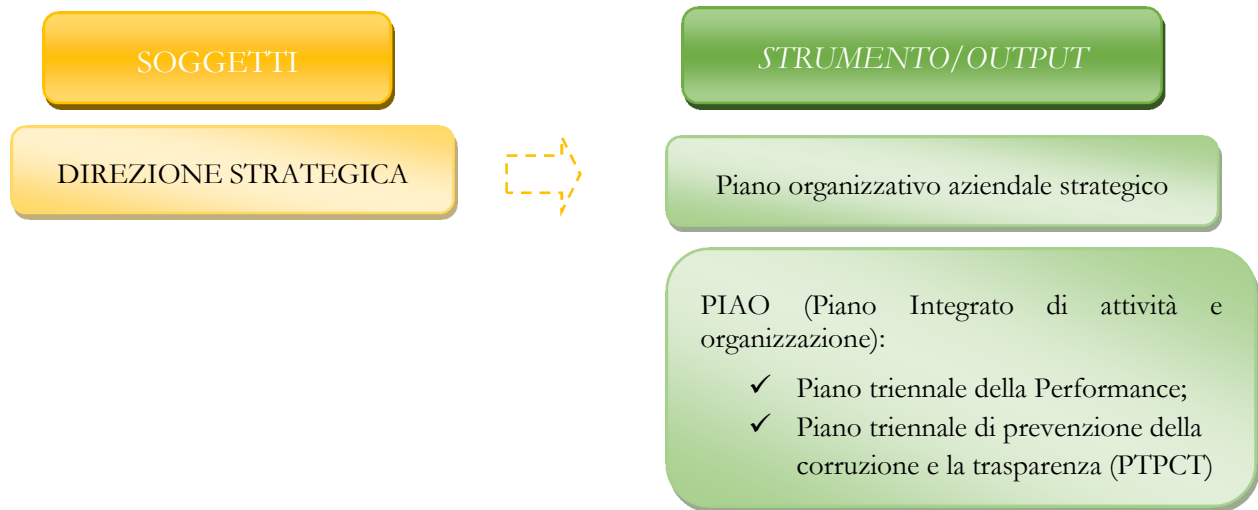 SOGGETTI
STRUMENTO/OUTPUT
DIREZIONE STRATEGICA
Piano organizzativo aziendale strategico
PIAO (Piano Integrato di attività e
organizzazione):
✓ Piano triennale della Performance;
✓ Piano triennale di prevenzione della
corruzione e la trasparenza (PTPCT)